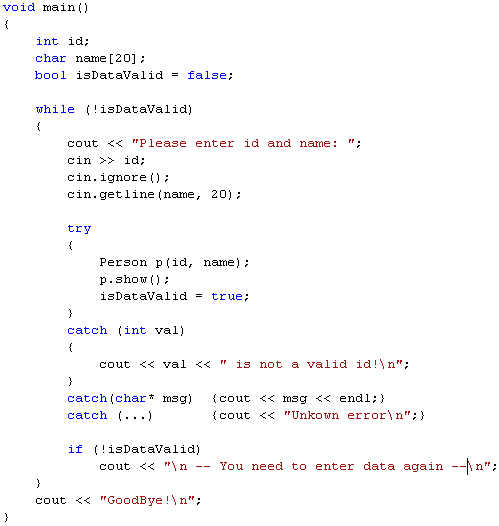 void main()
{
    int id;
    char name[20];
    bool isDataValid = false;

    while (!isDataValid)
    {
        cout << "Please enter id and name: ";
        cin >> id;
        cin.ignore();
        cin.getline(name, 20);

        try
        {
            Person p(id, name);
            p.show();
            isDataValid = true;
        }
        catch (int val)
        {
            cout << val << " is not a valid id!\n";
        }
        catch(char* msg)  {cout << msg << endl;}
        catch (...)       {cout << "Unkown error\n";}

        if (!isDataValid)
            cout << "\n -- You need to enter data again --\n";
    }
    cout << "GoodBye!\n";
}